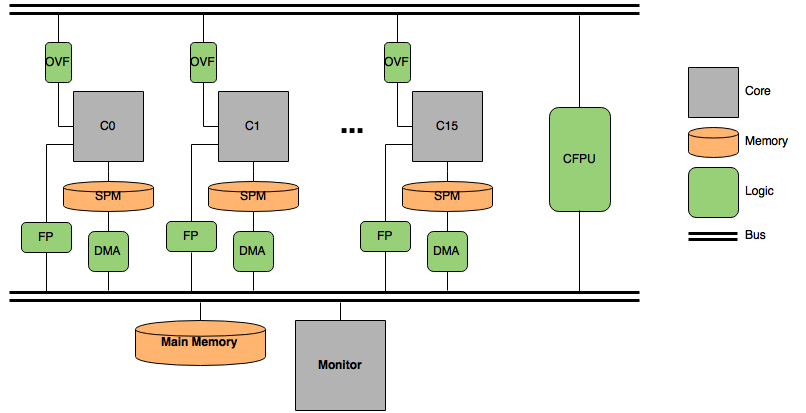 OVF
OVF
OVF
C0
C1
...
C15
CFPU
SPM
SPM
SPM
FP
DMA
FP
DMA
FP
DMA
Main Memory
Monitor
Core
Memory
Logic
Bus